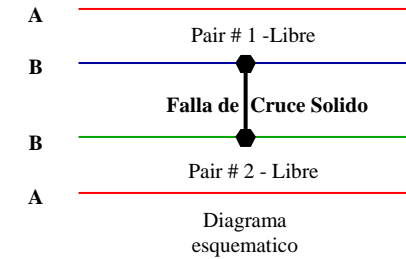 A
Pair # 1 -Libre
B
Falla de Cruce Solido
B
Pair # 2 - Libre
A
Diagrama
esquematico